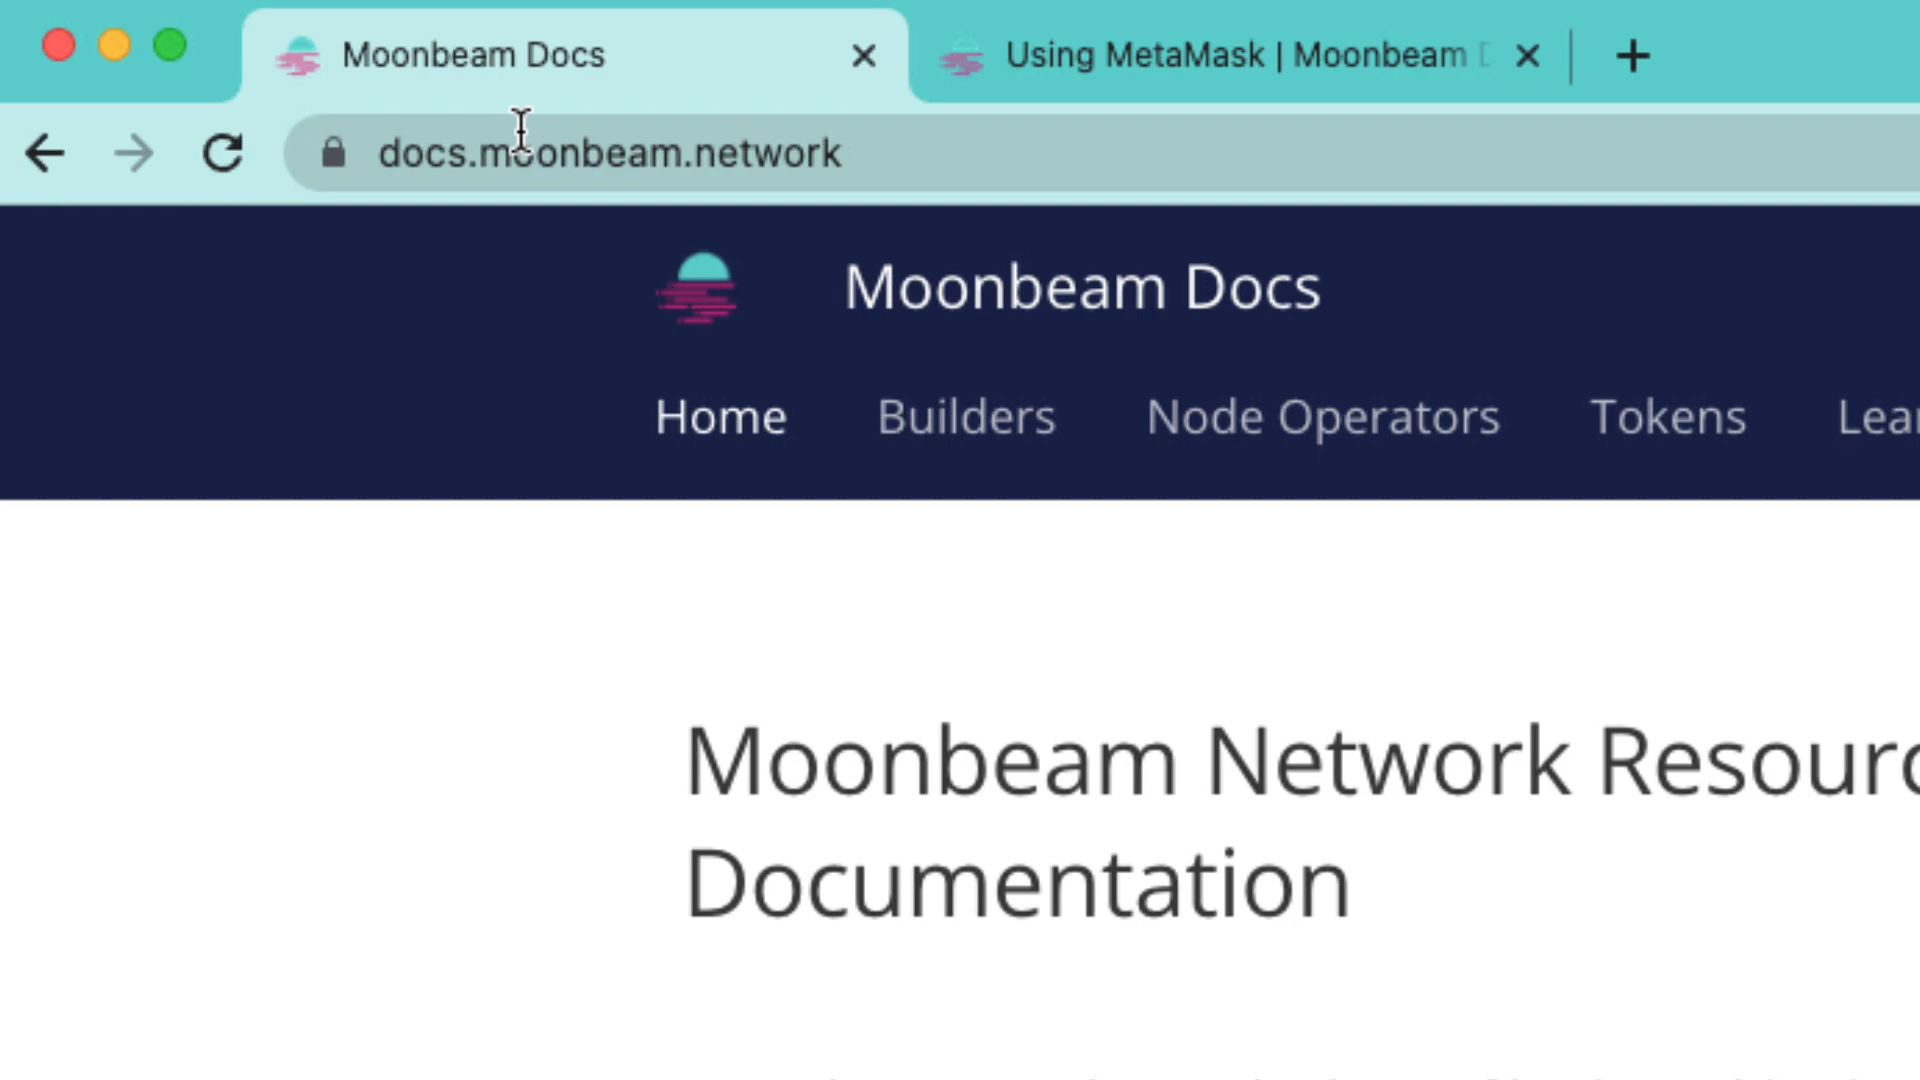 Moonbeam Docs
Using MetaMask | Moonbeam
docs.moonbeam.network
Moonbeam Docs
Home Builders Node Operators Tokens
Moonbeam Network
Documentation